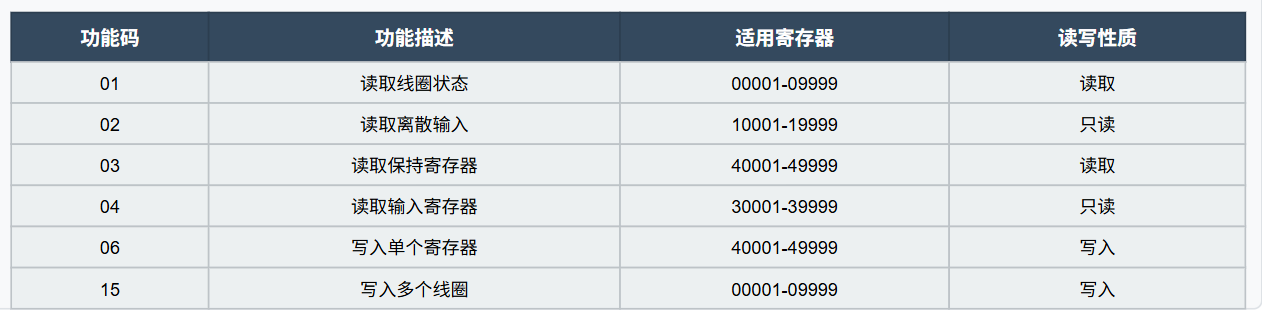 功能码 功能描述 适用寄存器 读写性质
01 读取线圈状态 00001-09999 读取
02 读取离散输入 10001-19999 只读
03 读取保持寄存器 40001-49999 读取
04 读取输入寄存器 30001-39999 只读
06 写入单个寄存器 40001-49999 写入
15 写入多个线圈 00001-09999 写入